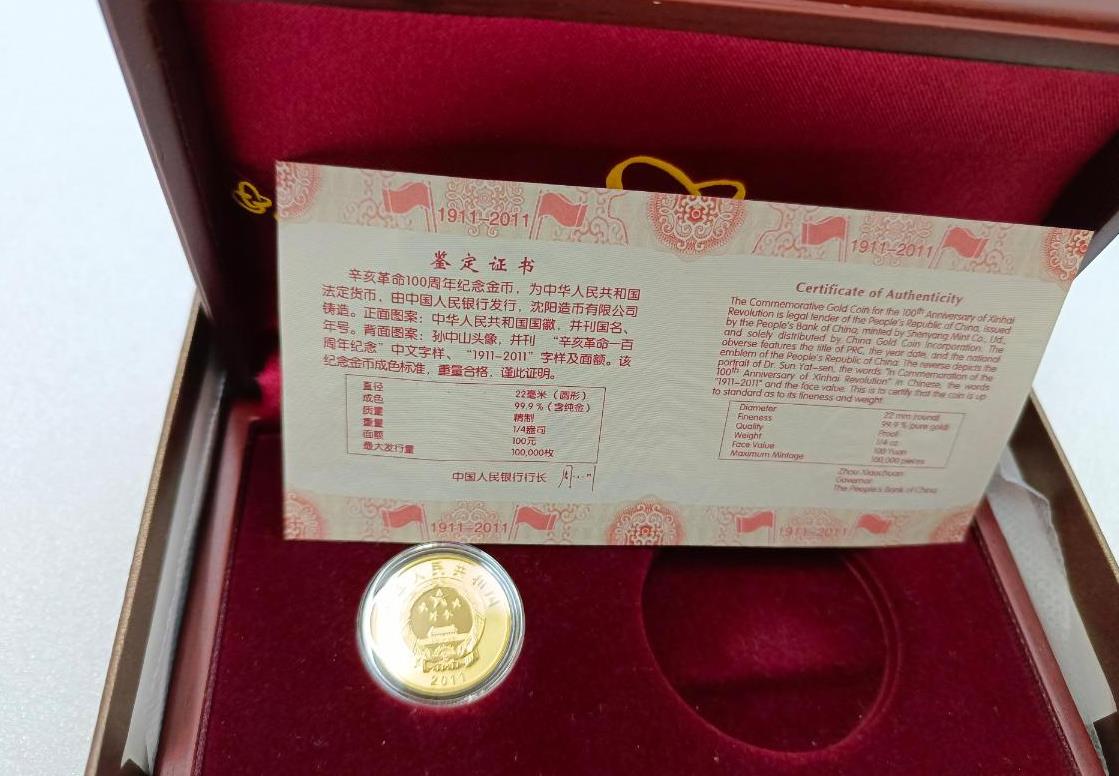 1911–2011
1911–2011
鉴定证书
辛亥革命100周年纪念金币，为中华人民共和国
法定货币，由中国人民银行发行，沈阳造币有限公司
铸造。正面图案：中华人民共和国国徽，并刊国名、
年号。背面图案：孙中山头像，并刊 “辛亥革命一百
周年纪念” 中文字样、 “1911–2011” 字样及面额。该
纪念金币成色标准，重量合格，谨此证明。
直径 22毫米（圆形）
成色 99.9％（含纯金）
质量 精制
重量 1/4盎司
面额 100元
最大发行量 100,000枚
中国人民银行行长
Certificate of Authenticity
The Commemorative Gold Coin for the 100th Anniversary of Xinhai
Revolution is legal tender of the People's Republic of China, issued
by the People's Bank of China, minted by Shenyang Mint Co., Ltd.,
and solely distributed by China Gold Coin Incorporation. The
obverse features the title of PRC, the year date, and the national
emblem of the People's Republic of China. The reverse depicts the
portrait of Dr. Sun Yat-sen, the words "In Commemoration of the
100th Anniversary of Xinhai Revolution" in Chinese, the words
"1911–2011" and the face value. This is to certify that the coin is up
to standard as to its fineness and weight.
Diameter 22 mm (round)
Fineness 99.9 % (pure gold)
Quality Proof
Weight 1/4 oz
Face Value 100 Yuan
Maximum Mintage 100,000 pieces
Zhou Xiaochuan
Governor
The People's Bank of China
1911–2011
1911–2011
人民共和国
2011